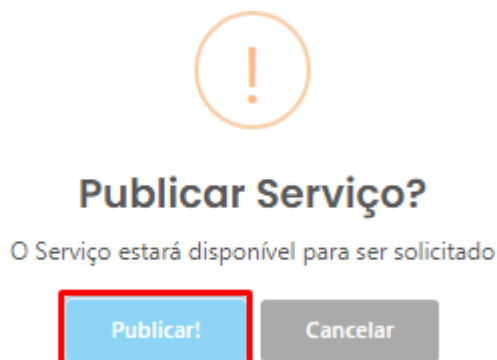 !
Publicar Serviço?
O Serviço estará disponível para ser solicitado
Publicar! Cancelar